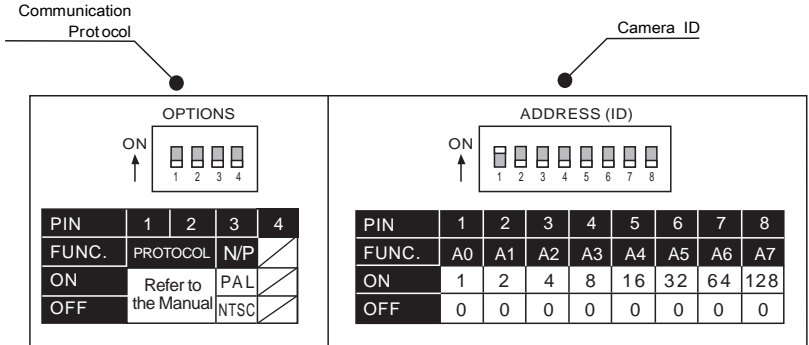 Communication
Protocol
Camera ID
OPTIONS
ON
1 2 3 4
PIN 1 2 3 4
FUNC. PROTOCOL N/P
ON Refer to the Manual PAL
OFF NTSC
ADDRESS (ID)
ON
1 2 3 4 5 6 7 8
PIN 1 2 3 4 5 6 7 8
FUNC. A0 A1 A2 A3 A4 A5 A6 A7
ON 1 2 4 8 16 32 64 128
OFF 0 0 0 0 0 0 0 0